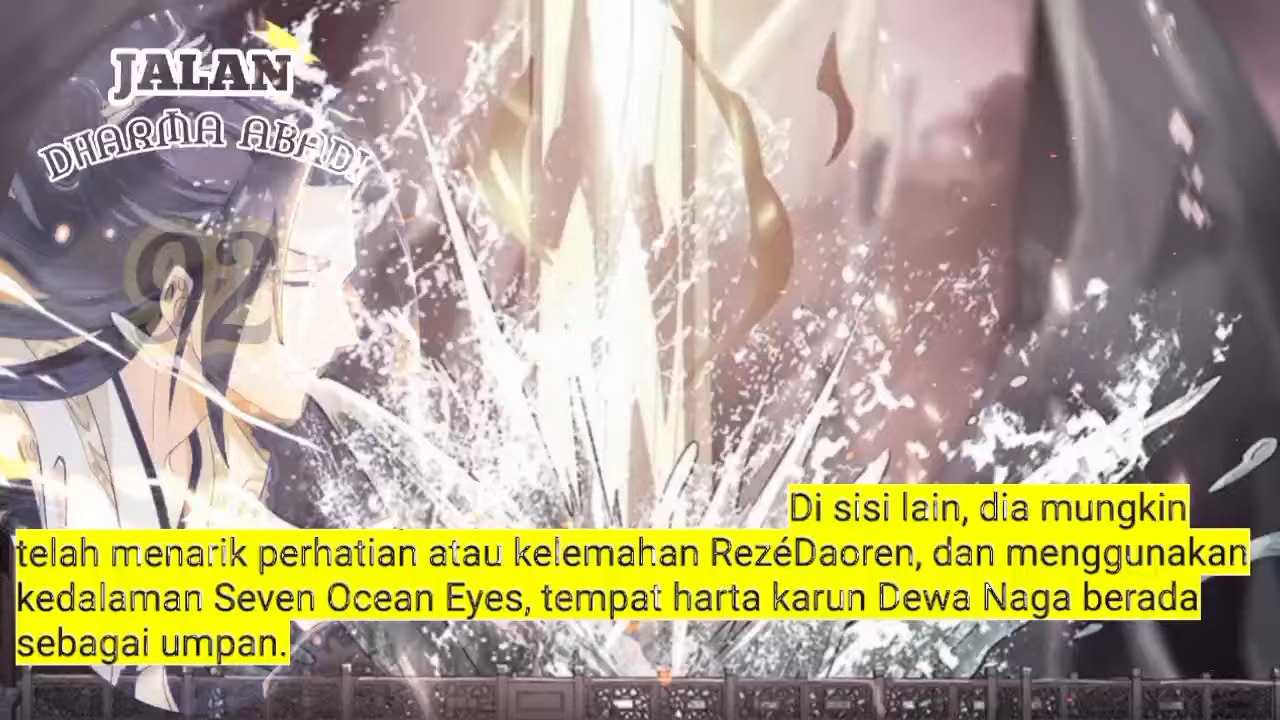 JALAN
DHARMA ABADI
92
Di sisi lain, dia mungkin
telah menarik perhatian atau kelemahan RezéDaoren, dan menggunakan
kedalaman Seven Ocean Eyes, tempat harta karun Dewa Naga berada
sebagai umpan.